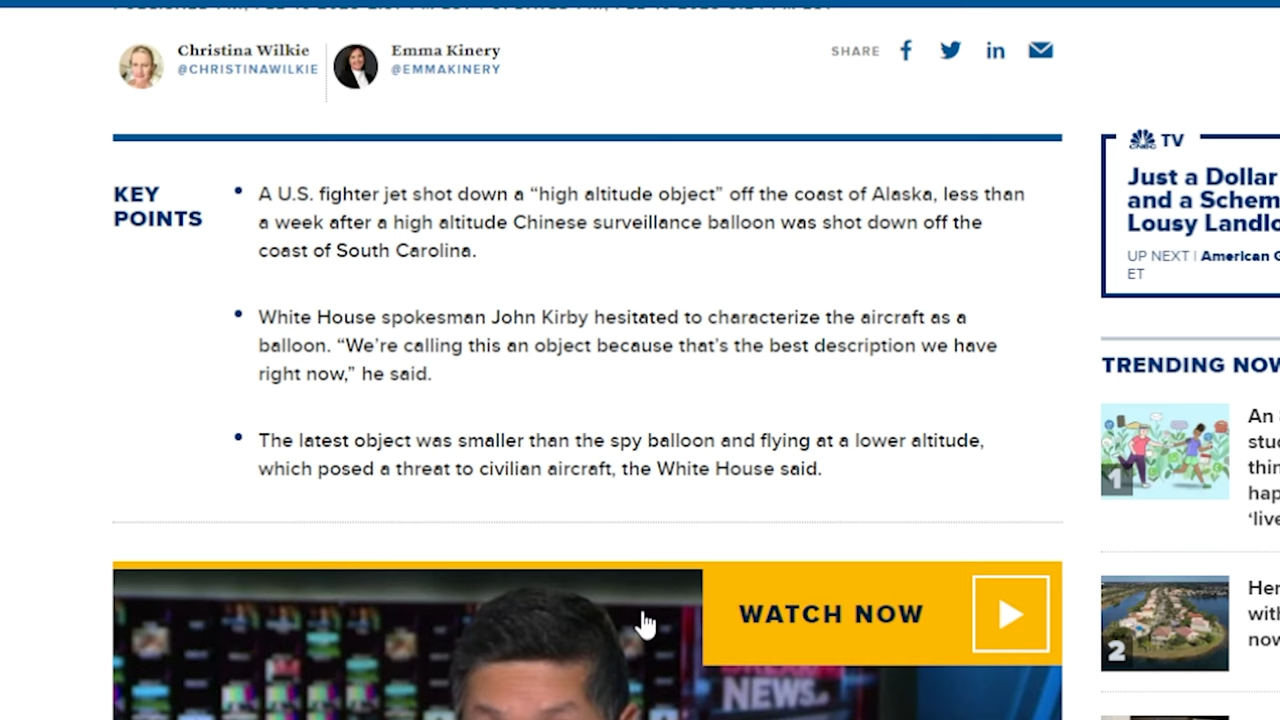 Christina Wilkie
@CHRISTINAWILKIE
Emma Kinery
@EMMAKINERY
SHARE
KEY
POINTS
• A U.S. fighter jet shot down a “high altitude object” off the coast of Alaska, less than
a week after a high altitude Chinese surveillance balloon was shot down off the
coast of South Carolina.
• White House spokesman John Kirby hesitated to characterize the aircraft as a
balloon. “We’re calling this an object because that’s the best description we have
right now,” he said.
• The latest object was smaller than the spy balloon and flying at a lower altitude,
which posed a threat to civilian aircraft, the White House said.
WATCH NOW
NEWS
CNBC TV
Just a Dollar
and a Schem
Lousy Landlo
UP NEXT | American G
ET
TRENDING NOW
1
An
stud
thin
hap
‘live
2
Her
with
now